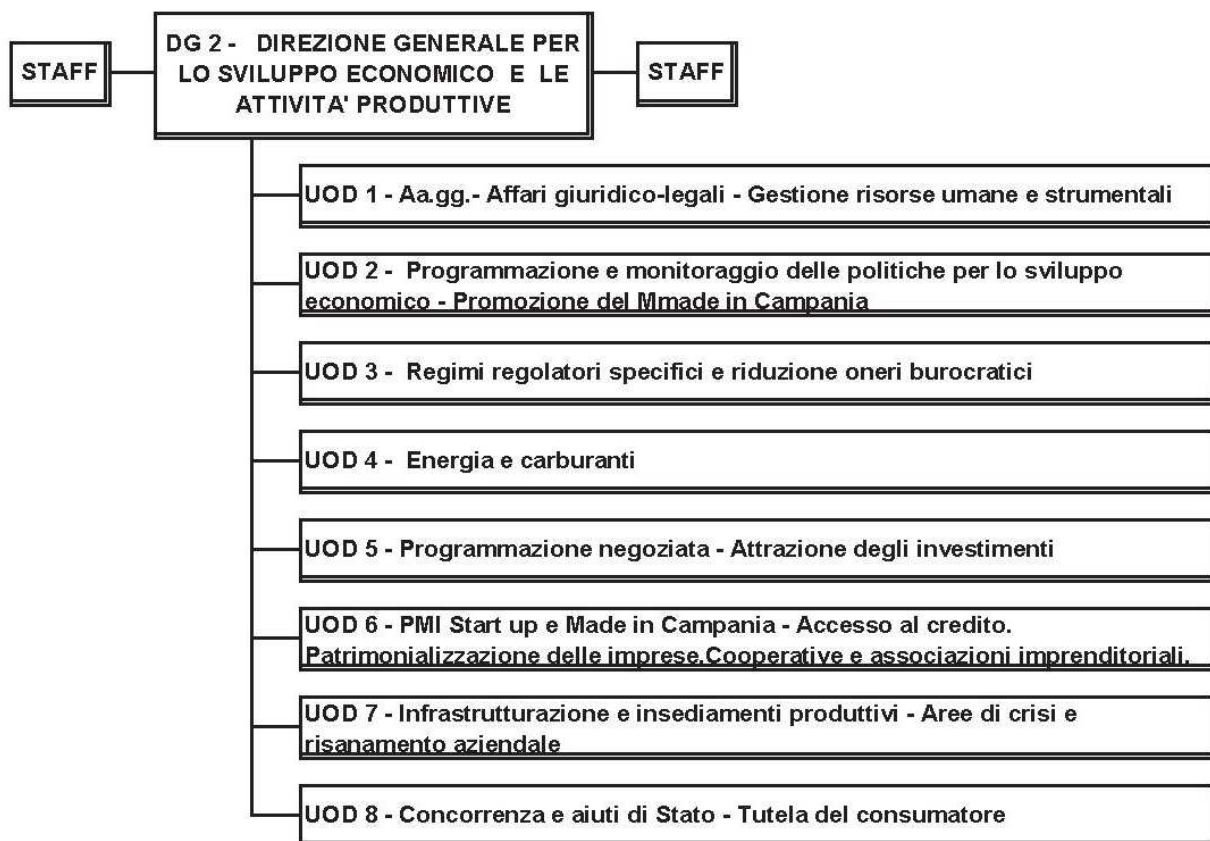 STAFF
DG 2 - DIREZIONE GENERALE PER
LO SVILUPPO ECONOMICO E LE
ATTIVITA' PRODUTTIVE
STAFF
UOD 1 - Aa.gg.- Affari giuridico-legali - Gestione risorse umane e strumentali
UOD 2 - Programmazione e monitoraggio delle politiche per lo sviluppo
economico - Promozione del Mmade in Campania
UOD 3 - Regimi regolatori specifici e riduzione oneri burocratici
UOD 4 - Energia e carburanti
UOD 5 - Programmazione negoziata - Attrazione degli investimenti
UOD 6 - PMI Start up e Made in Campania - Accesso al credito.
Patrimonializzazione delle imprese.Cooperative e associazioni imprenditoriali.
UOD 7 - Infrastrutturazione e insediamenti produttivi - Aree di crisi e
risanamento aziendale
UOD 8 - Concorrenza e aiuti di Stato - Tutela del consumatore